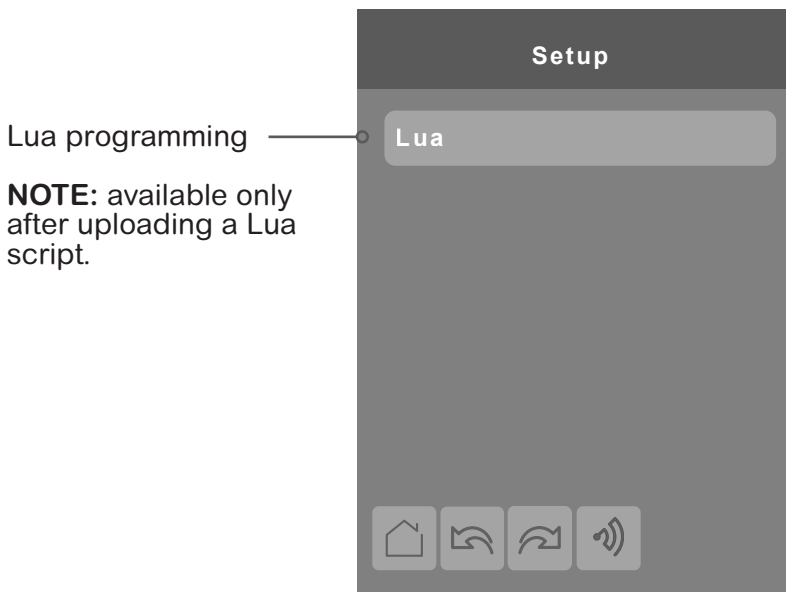 Setup
Lua programming
Lua
NOTE: available only
after uploading a Lua
script.